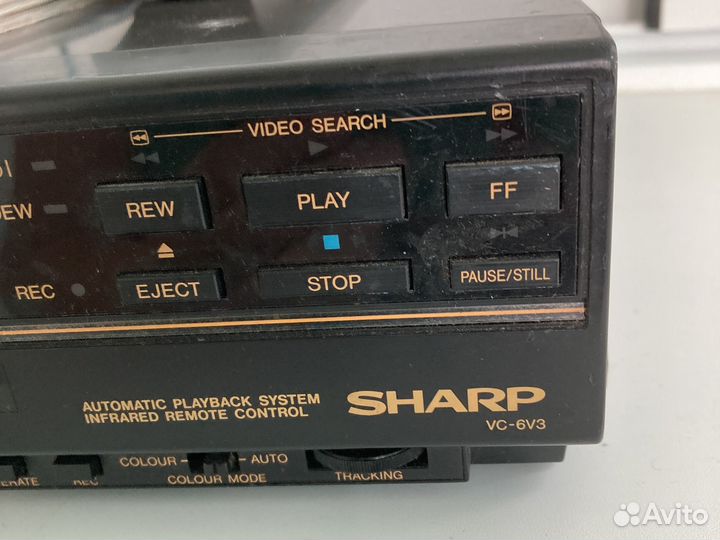 VIDEO SEARCH
REW
PLAY
FF
REC
EJECT
STOP
PAUSE/STILL
AUTOMATIC PLAYBACK SYSTEM
INFRARED REMOTE CONTROL
SHARP
VC-6V3
COLOUR
AUTO
COLOUR MODE
TRACKING
REC
Avito